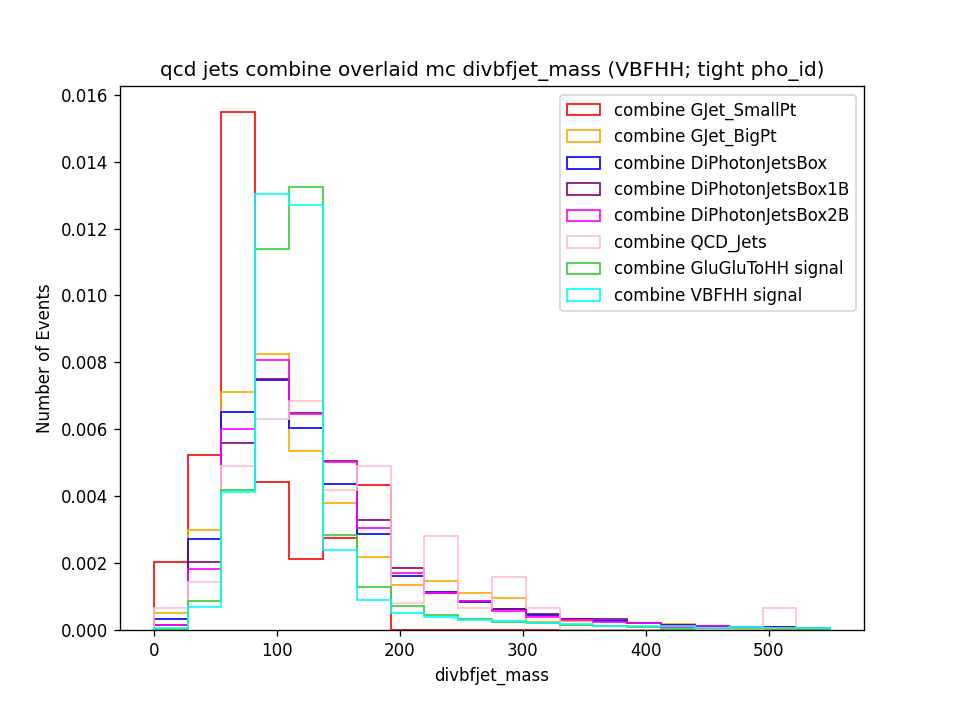 qcd jets combine overlaid mc divbfjet_mass (VBFHH; tight pho_id)
0.016
0.014
0.012
0.010
0.008
0.006
0.004
0.002
0.000
Number of Events
combine GJet_SmallPt
combine GJet_BigPt
combine DiPhotonJetsBox
combine DiPhotonJetsBox1B
combine DiPhotonJetsBox2B
combine QCD_Jets
combine GluGluToHH signal
combine VBFHH signal
0 100 200 300 400 500
divbfjet_mass